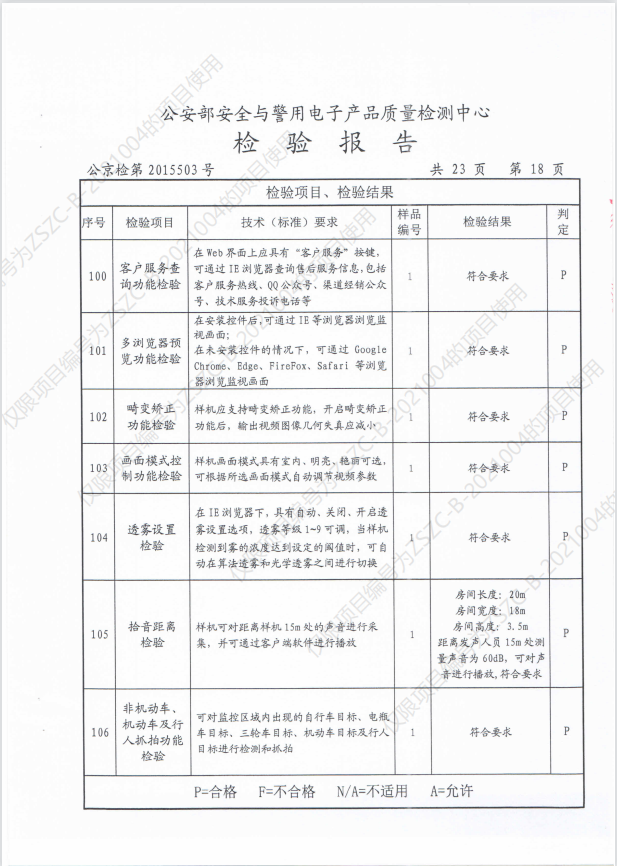 公安部安全与警用电子产品质量检测中心
检 验 报 告
公京检第 2015503 号
共 23 页 第 18 页
检验项目、检验结果
序号 检验项目 技术（标准）要求 样品编号 检验结果 判定
100
客户服务查
询功能检验
在 Web 界面上应具有“客户服务”按键，
可通过 IE 浏览器查询售后服务信息,包括
客户服务热线、QQ 公众号、渠道经销公众
号、技术服务投诉电话等
1
符合要求
P
101
多浏览器预
览功能检验
在安装控件后,可通过 IE 等浏览器浏览监
视画面;
在未安装控件的情况下，可通过 Google
Chrome、Edge、FireFox、Safari 等浏览
器浏览监视画面
1
符合要求
P
102
畸变矫正
功能检验
样机应支持畸变矫正功能，开启畸变矫正
功能后，输出视频图像几何失真应减小
1
符合要求
P
103
画面模式控
制功能检验
样机画面模式具有室内、明亮、艳丽可选，
可根据所选画面模式自动调节视频参数
1
符合要求
P
104
透雾设置
检验
在 IE 浏览器下，具有自动、关闭、开启透
雾设置选项，透雾等级 1~9 可调，当样机
检测到雾的浓度达到设定的阈值时，可自
动在算法透雾和光学透雾之间进行切换
1
符合要求
P
105
拾音距离
检验
样机可对距离样机 15m 处的声音进行采
集，并可通过客户端软件进行播放
1
房间长度：20m
房间宽度：18m
房间高度：3.5m
距离发声人员 15m 处测
量声音为 60dB，可对声
音进行播放,符合要求
P
106
非机动车、
机动车及行
人抓拍功能
检验
可对监控区域内出现的自行车目标、电瓶
车目标、三轮车目标、机动车目标及行人
目标进行检测和抓拍
1
符合要求
P
P=合格 F=不合格 N/A=不适用 A=允许
仅限项目编号为ZSZC-B-2021004的项目使用